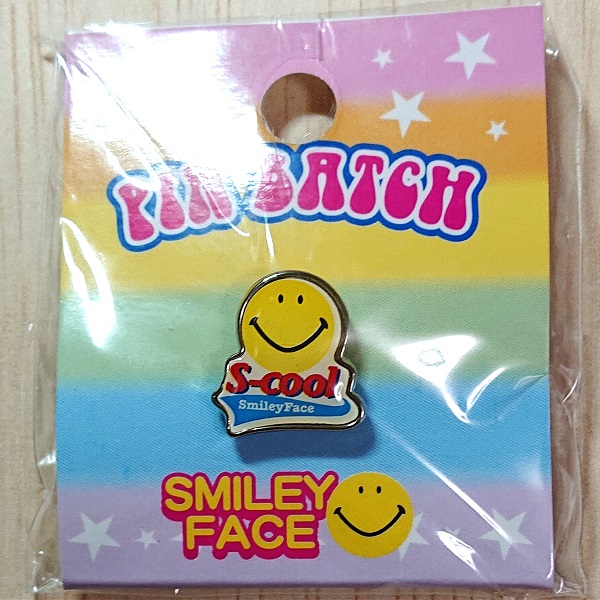 PIN BATCH
S-cool
SmileyFace
SMILEY
FACE